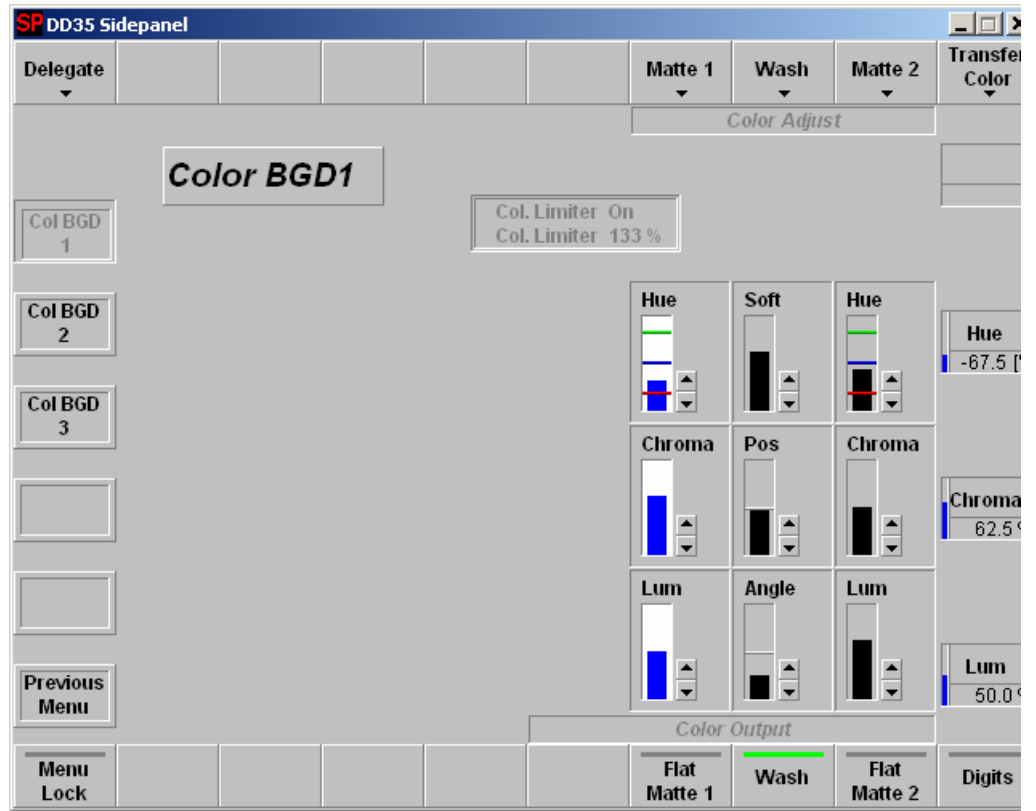 SP DD35 Sidepanel
Delegate
Matte 1
Wash
Matte 2
Transfer
Color
Color Adjust
Color BGD1
Col. Limiter On
Col. Limiter 133 %
Col BGD
1
Col BGD
2
Col BGD
3
Hue
Soft
Hue
Hue
-67.5 [°
Chroma
Pos
Chroma
Chroma
62.5 %
Lum
Angle
Lum
Lum
50.0 %
Previous
Menu
Color Output
Menu
Lock
Flat
Matte 1
Wash
Flat
Matte 2
Digits